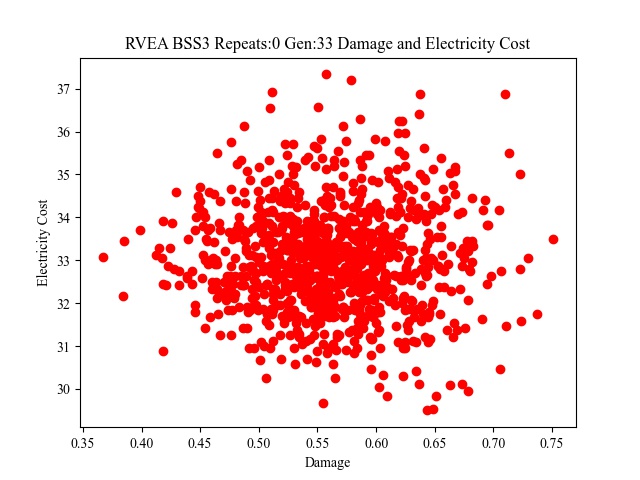 RVEA BSS3 Repeats:0 Gen:33 Damage and Electricity Cost
37
36
35
34
33
32
31
30
Electricity Cost
0.35 0.40 0.45 0.50 0.55 0.60 0.65 0.70 0.75
Damage